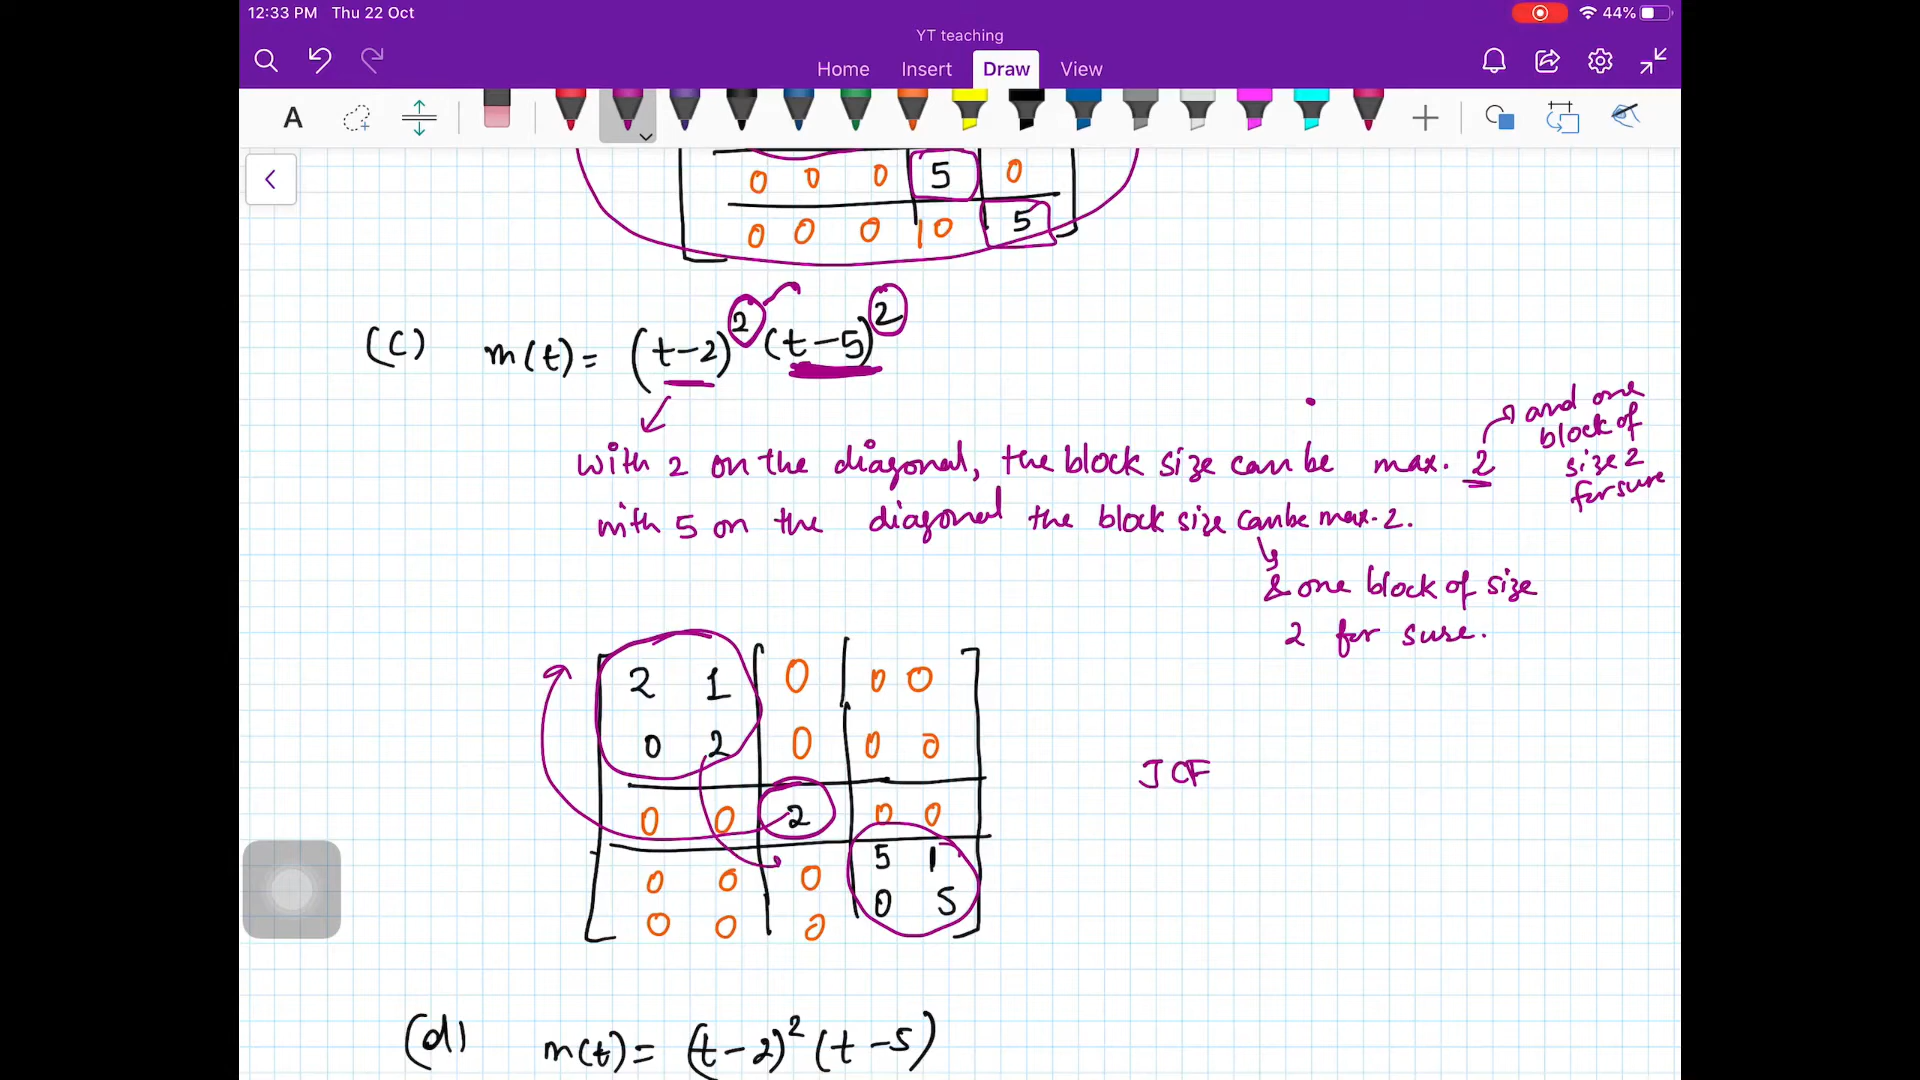 12:33 PM Thu 22 Oct
44%
YT teaching
Home Insert Draw View
A
0 0 0 5 0
0 0 0 10 5
(C) m(t) = (t-2)² (t-5)²
with 2 on the diagonal, the block size can be max. 2
and one
block of
size 2
for sure
with 5 on the diagonal the block size can be max. 2.
& one block of size
2 for sure.
2 1 0 0 0
0 2 0 0 0
0 0 2 0 0
0 0 0 5 1
0 0 0 0 5
JCF
(d) m(t) = (t-2)² (t-5)